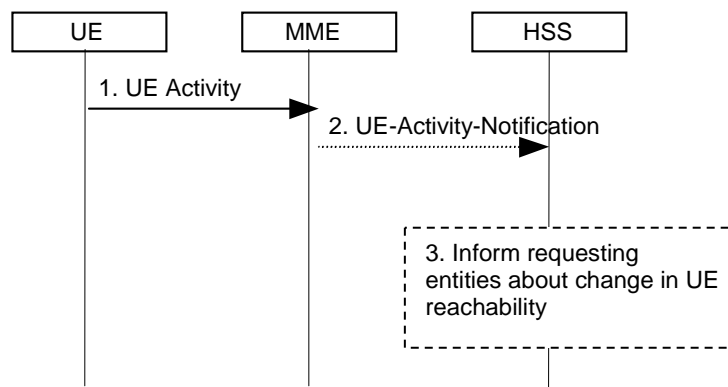 UE
MME
HSS
1. UE Activity
2. UE-Activity-Notification
3. Inform requesting
entities about change in UE
reachability